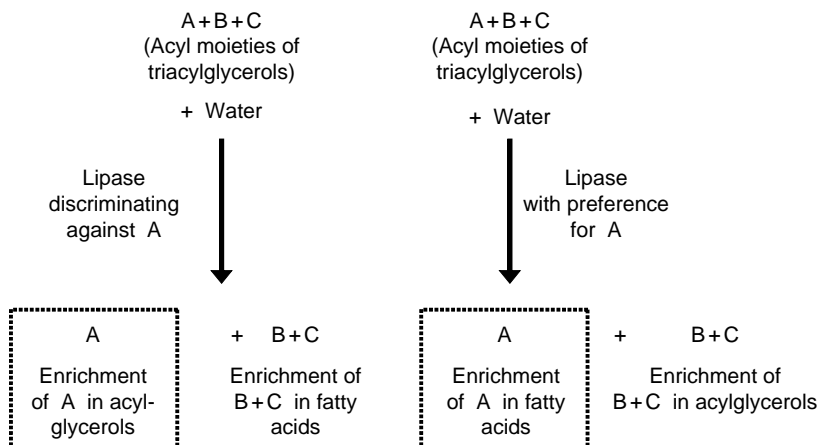 A+B+C
(Acyl moieties of
triacylglycerols)
+ Water
Lipase
discriminating
against A
A
Enrichment
of A in acyl-
glycerols
+ B+C
Enrichment of
B+C in fatty
acids
A+B+C
(Acyl moieties of
triacylglycerols)
+ Water
Lipase
with preference
for A
A
Enrichment
of A in fatty
acids
+ B+C
Enrichment of
B+C in acylglycerols